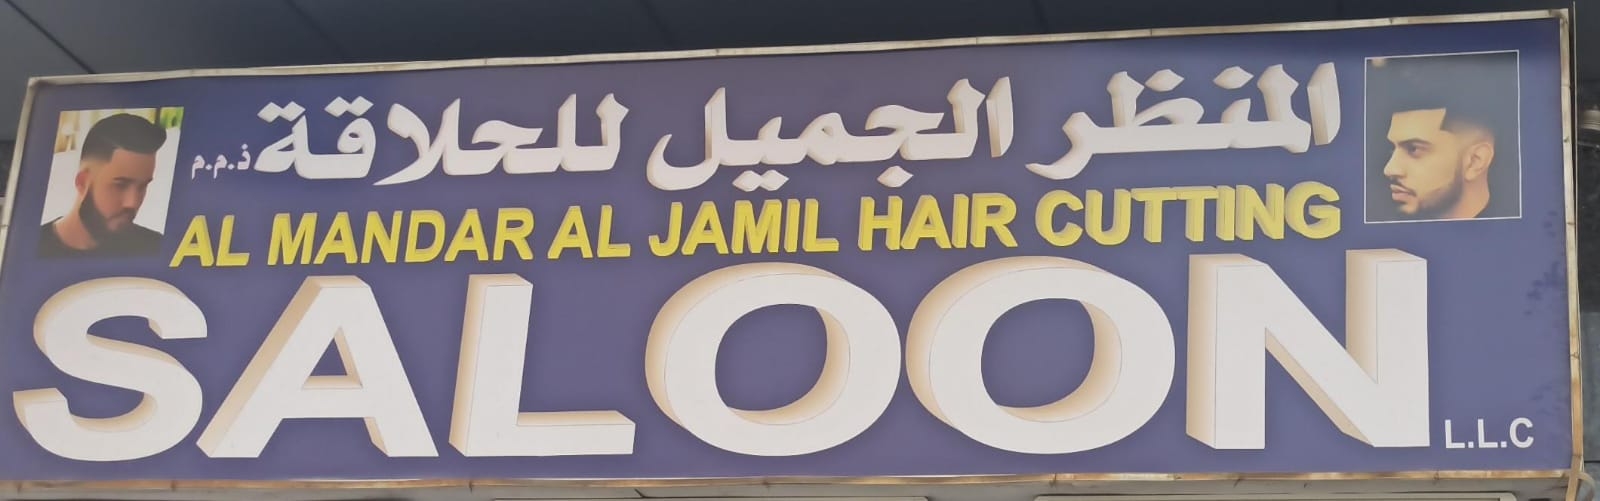 المنظر الجميل للحلاقة ذ.م.م
AL MANDAR AL JAMIL HAIR CUTTING
SALOON L.L.C